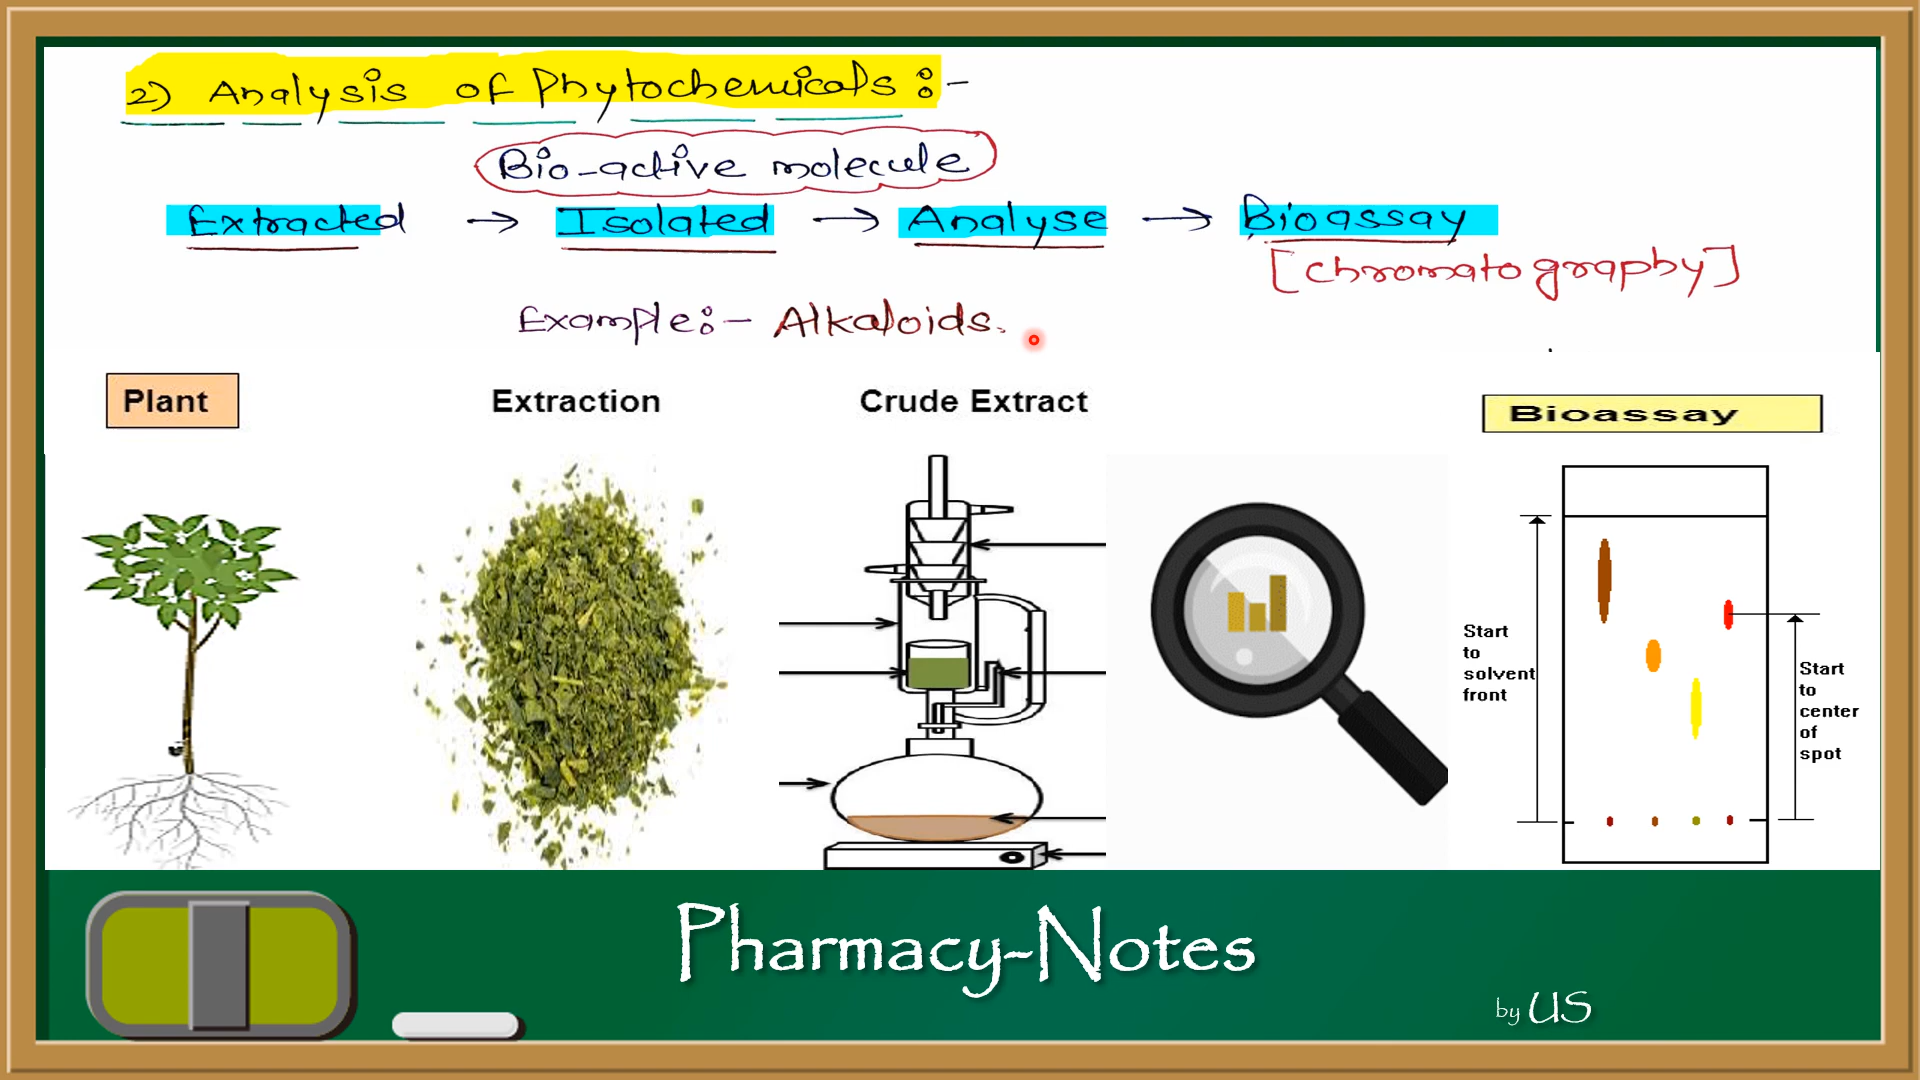 2) Analysis of Phytochemicals :-
Bio-active molecule
Extracted → Isolated → Analyse → Bioassay
[chromatography]
Example:- Alkaloids.
Plant
Extraction
Crude Extract
Bioassay
Start
to
solvent
front
Start
to
center
of
spot
Pharmacy-Notes
by US